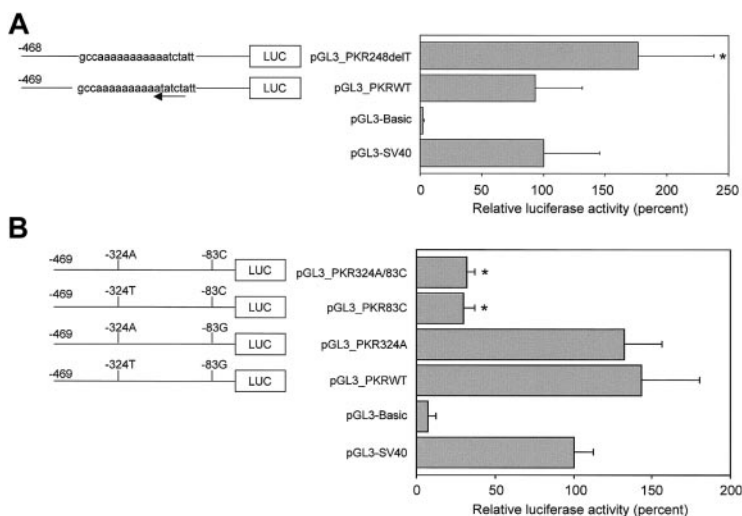 A
-468
gccaaaaaaaaaaatctatt
LUC
pGL3_PKR248delT
*
-469
gccaaaaaaaaaatatctatt
LUC
pGL3_PKRWT
pGL3-Basic
pGL3-SV40
0 50 100 150 200 250
Relative luciferase activity (percent)
B
-469 -324A -83C
LUC
pGL3_PKR324A/83C
*
-469 -324T -83C
LUC
pGL3_PKR83C
*
-469 -324A -83G
LUC
pGL3_PKR324A
-469 -324T -83G
LUC
pGL3_PKRWT
pGL3-Basic
pGL3-SV40
0 50 100 150 200
Relative luciferase activity (percent)